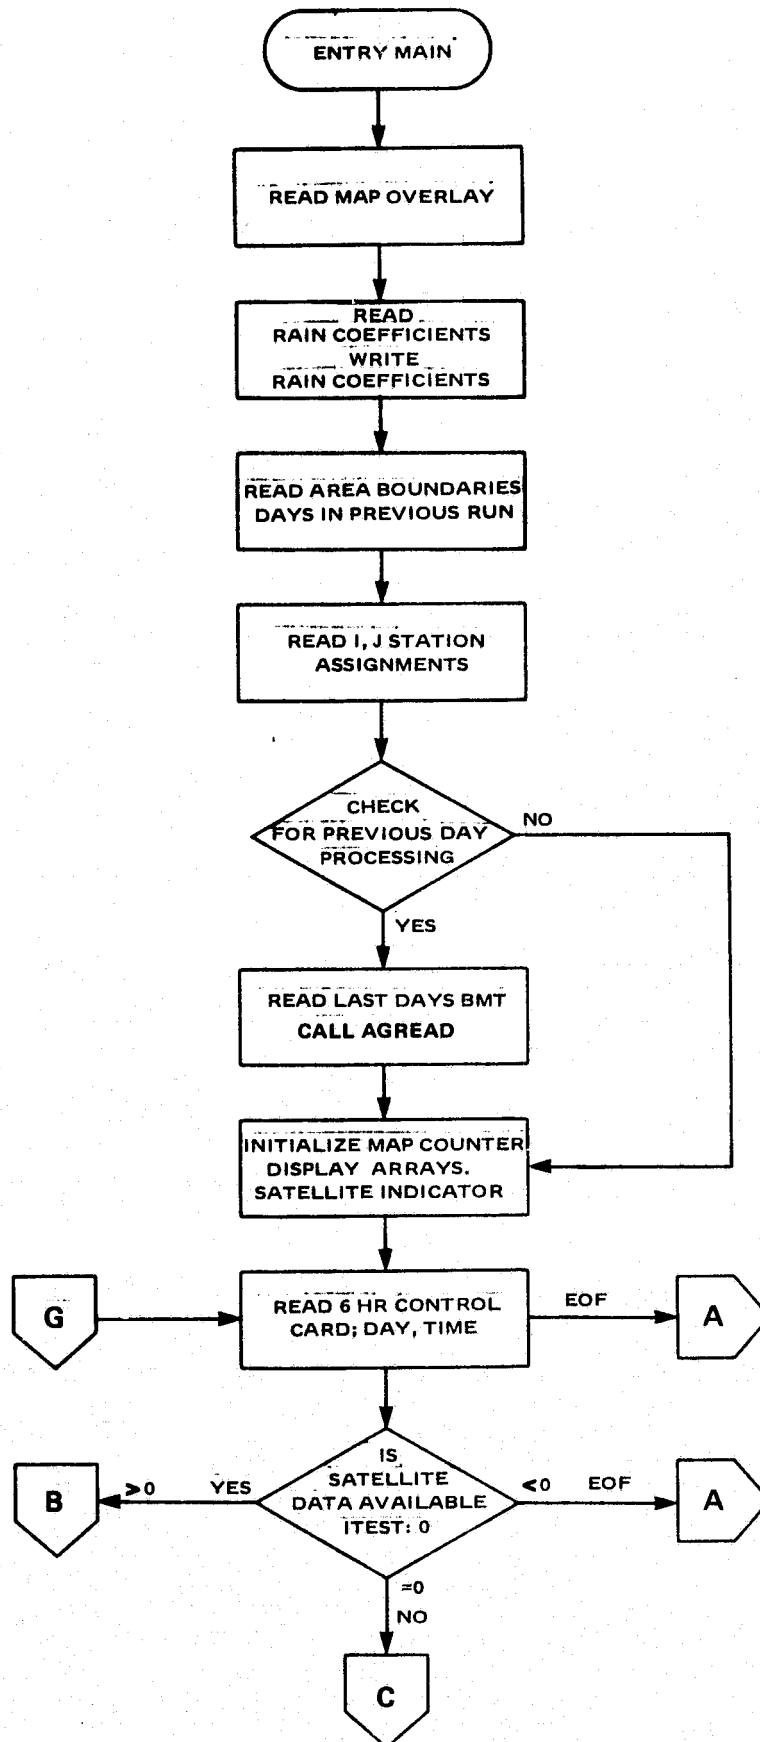 ENTRY MAIN
READ MAP OVERLAY
READ
RAIN COEFFICIENTS
WRITE
RAIN COEFFICIENTS
READ AREA BOUNDARIES
DAYS IN PREVIOUS RUN
READ I, J STATION
ASSIGNMENTS
CHECK
FOR PREVIOUS DAY
PROCESSING
NO
YES
READ LAST DAYS BMT
CALL AGREAD
INITIALIZE MAP COUNTER
DISPLAY ARRAYS.
SATELLITE INDICATOR
G
READ 6 HR CONTROL
CARD; DAY, TIME
EOF
A
B
>0 YES
IS
SATELLITE
DATA AVAILABLE
ITEST: 0
<0 EOF
A
=0
NO
C